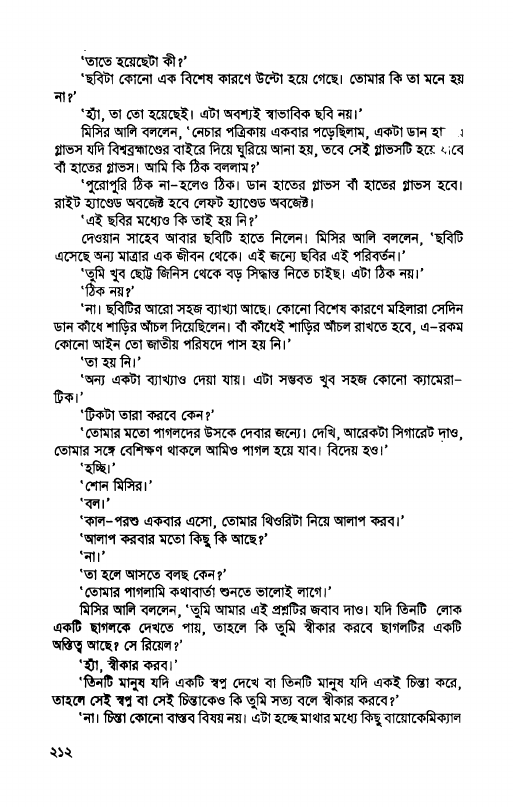 ‘তাতে হয়েছেটা কী?’
‘ছবিটা কোনো এক বিশেষ কারণে উল্টো হয়ে গেছে। তোমার কি তা মনে হয়
না?’
‘হ্যাঁ, তা তো হয়েছেই। এটা অবশ্যই স্বাভাবিক ছবি নয়।’
মিসির আলি বললেন, ‘নেচার পত্রিকায় একবার পড়েছিলাম, একটা ডান
গ্লাভস যদি বিশ্বব্রহ্মাণ্ডের বাইরে দিয়ে ঘুরিয়ে আনা হয়, তবে সেই গ্লাভসটি হয়ে
বাঁ হাতের গ্লাভস। আমি কি ঠিক বললাম?’
‘পুরোপুরি ঠিক না–হলেও ঠিক। ডান হাতের গ্লাভস বাঁ হাতের গ্লাভস হবে।
রাইট হ্যাণ্ডেড অবজেক্ট হবে লেফট হ্যাণ্ডেড অবজেক্ট।
‘এই ছবির মধ্যেও কি তাই হয় নি?’
দেওয়ান সাহেব আবার ছবিটি হাতে নিলেন। মিসির আলি বললেন, ‘ছবিটি
এসেছে অন্য মাত্রার এক জীবন থেকে। এই জন্যে ছবির এই পরিবর্তন।’
‘তুমি খুব ছোট্ট জিনিস থেকে বড় সিদ্ধান্ত নিতে চাইছ। এটা ঠিক নয়।’
‘ঠিক নয়?’
‘না। ছবিটির আরো সহজ ব্যাখ্যা আছে। কোনো বিশেষ কারণে মহিলারা সেদিন
ডান কাঁধে শাড়ির আঁচল দিয়েছিলেন। বাঁ কাঁধেই শাড়ির আঁচল রাখতে হবে, এ–রকম
কোনো আইন তো জাতীয় পরিষদে পাস হয় নি।’
‘তা হয় নি।’
‘অন্য একটা ব্যাখ্যাও দেয়া যায়। এটা সম্ভবত খুব সহজ কোনো ক্যামেরা–
ট্রিক।’
‘ট্রিকটা তারা করবে কেন?’
‘তোমার মতো পাগলদের উসকে দেবার জন্যে। দেখি, আরেকটা সিগারেট দাও,
তোমার সঙ্গে বেশিক্ষণ থাকলে আমিও পাগল হয়ে যাব। বিদেয় হও।’
‘হচ্ছি।’
‘শোন মিসির।’
‘বল।’
‘কাল–পরশু একবার এসো, তোমার থিওরিটা নিয়ে আলাপ করব।’
‘আলাপ করবার মতো কিছু কি আছে?’
‘না।’
‘তা হলে আসতে বলছ কেন?’
‘তোমার পাগলামি কথাবার্তা শুনতে ভালোই লাগে।’
মিসির আলি বললেন, ‘তুমি আমার এই প্রশ্নটির জবাব দাও। যদি তিনটি লোক
একটি ছাগলকে দেখতে পায়, তাহলে কি তুমি স্বীকার করবে ছাগলটির একটি
অস্তিত্ব আছে? সে রিয়েল?’
‘হ্যাঁ, স্বীকার করব।’
‘তিনটি মানুষ যদি একটি স্বপ্ন দেখে বা তিনটি মানুষ যদি একই চিন্তা করে,
তাহলে সেই স্বপ্ন বা সেই চিন্তাকেও কি তুমি সত্য বলে স্বীকার করবে?’
‘না। চিন্তা কোনো বাস্তব বিষয় নয়। এটা হচ্ছে মাথার মধ্যে কিছু বায়োকেমিক্যাল
২১২